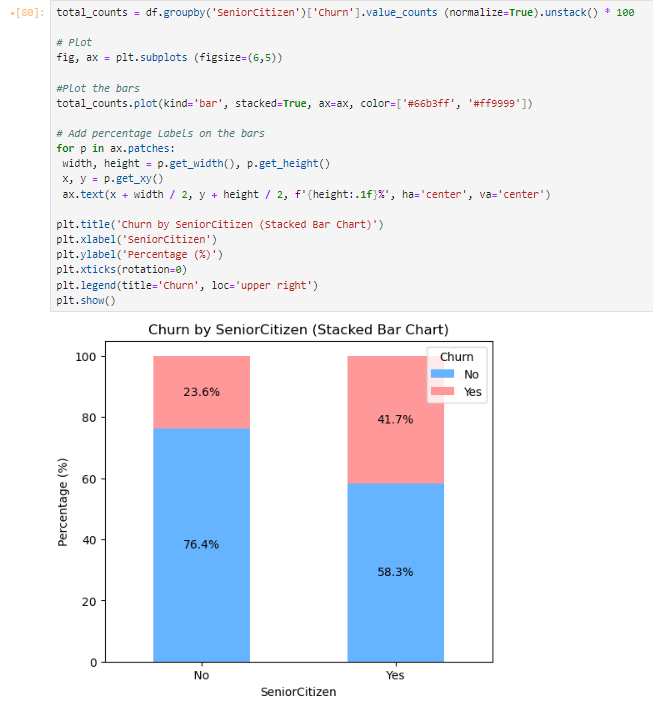 •[80]: total_counts = df.groupby('SeniorCitizen')['Churn'].value_counts (normalize=True).unstack() * 100
# Plot
fig, ax = plt.subplots (figsize=(6,5))
#Plot the bars
total_counts.plot(kind='bar', stacked=True, ax=ax, color=['#66b3ff', '#ff9999'])
# Add percentage Labels on the bars
for p in ax.patches:
width, height = p.get_width(), p.get_height()
x, y = p.get_xy()
ax.text(x + width / 2, y + height / 2, f'{height:.1f}%', ha='center', va='center')
plt.title('Churn by SeniorCitizen (Stacked Bar Chart)')
plt.xlabel('SeniorCitizen')
plt.ylabel('Percentage (%)')
plt.xticks(rotation=0)
plt.legend(title='Churn', loc='upper right')
plt.show()
Churn by SeniorCitizen (Stacked Bar Chart)
Churn
No
Yes
100
80
60
40
20
0
Percentage (%)
23.6%
41.7%
76.4%
58.3%
No
Yes
SeniorCitizen